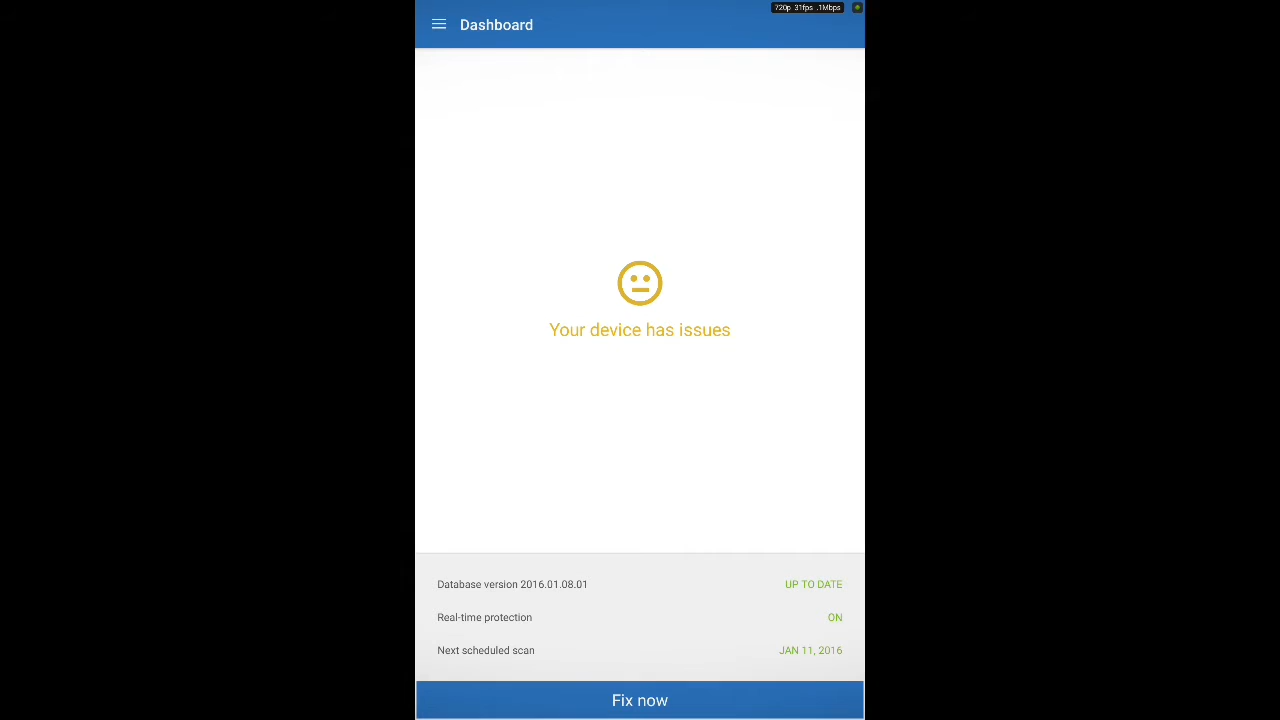 720p 31fps .1Mbps
Dashboard
Your device has issues
Database version 2016.01.08.01 UP TO DATE
Real-time protection ON
Next scheduled scan JAN 11, 2016
Fix now